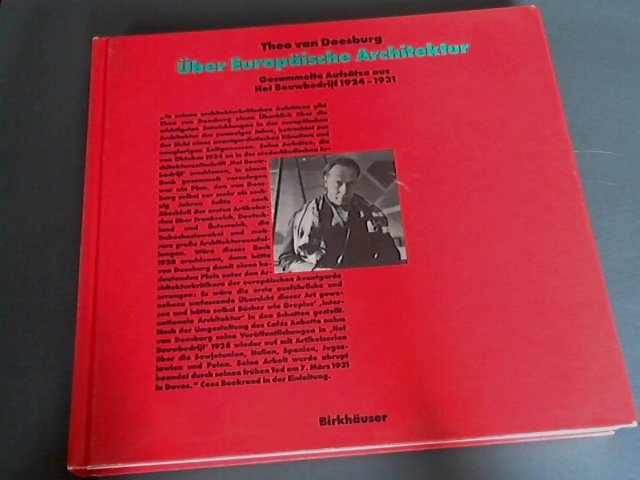 Theo van Doesburg
Über Europäische Architektur
Gesammelte Aufsätze aus
Het Bouwbedrijf 1924–1931
„In seinen architekturkritischen Aufsätzen gibt
Theo van Doesburg einen Überblick über die
wichtigsten Entwicklungen in der europäischen
Architektur der zwanziger Jahre, betrachtet aus
der Sicht eines avantgardistischen Künstlers und
neugierigen Zeitgenossen. Seine Aufsätze, die
von Oktober 1924 an in der niederländischen Ar-
chitekturzeitschrift ‚Het Bouw-
bedrijf' erschienen, in einem
Buch gesammelt vorzulegen
war ein Plan, den van Does-
burg selbst vor mehr als sech-
zig Jahren faßte – nach
Abschluß der ersten Artikelse-
rien über Frankreich, Deutsch-
land und Österreich, die
Tschechoslowakei und meh-
rere große Architekturausstel-
lungen. Wäre dieses Buch
1928 erschienen, dann hätte
van Doesburg damit einen be-
deutenden Platz unter den Ar-
chitekturkritikern der europäischen Avantgarde
errungen: Es wäre die erste ausführliche und
nahezu umfassende Übersicht dieser Art gewe-
sen und hätte selbst Bücher wie Gropius' ‚Inter-
nationale Architektur' in den Schatten gestellt.
Nach der Umgestaltung des Cafés Aubette nahm
van Doesburg seine Veröffentlichungen in ‚Het
Bouwbedrijf' 1928 wieder auf mit Artikelserien
über die Sowjetunion, Italien, Spanien, Jugos-
lawien und Polen. Seine Arbeit wurde abrupt
beendet durch seinen frühen Tod am 7. März 1931
in Davos." Cees Boekraad in der Einleitung.
Birkhäuser